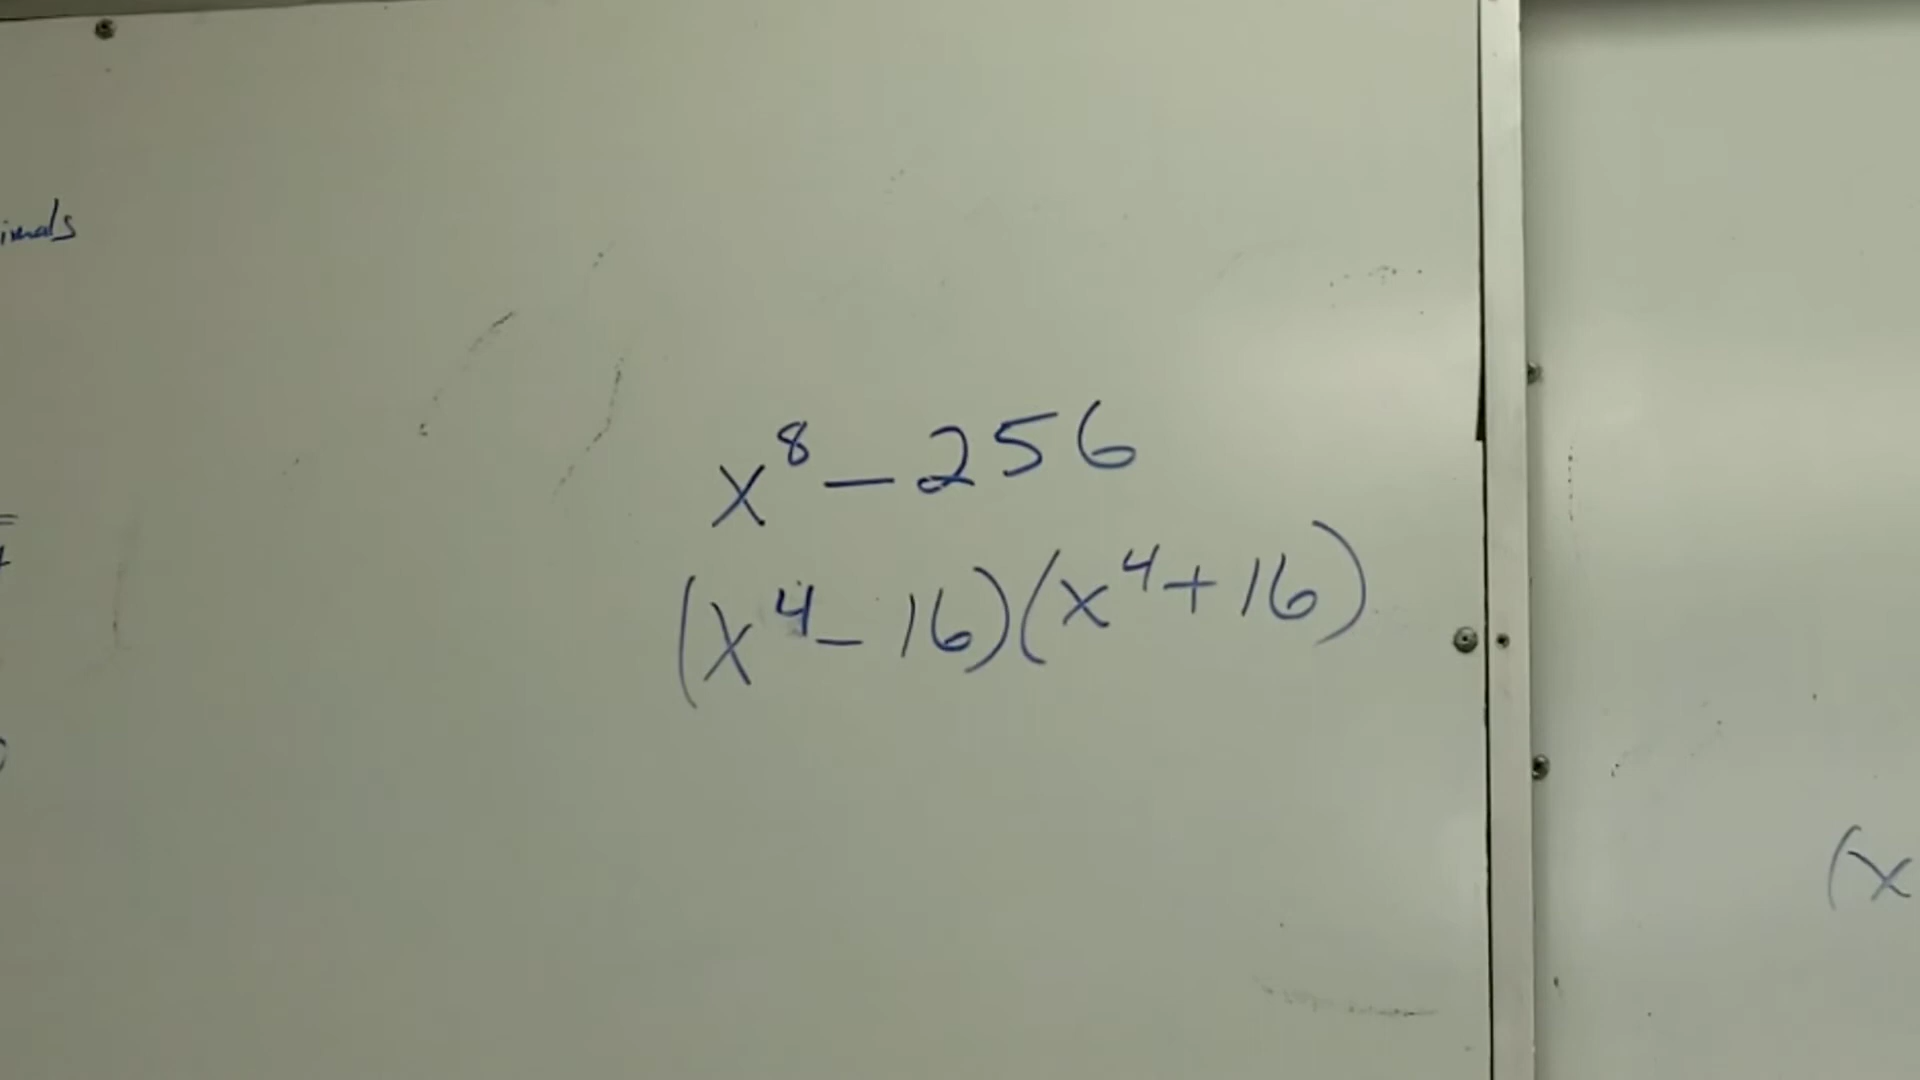 x⁸ - 256
(x⁴ - 16)(x⁴ + 16)
(x